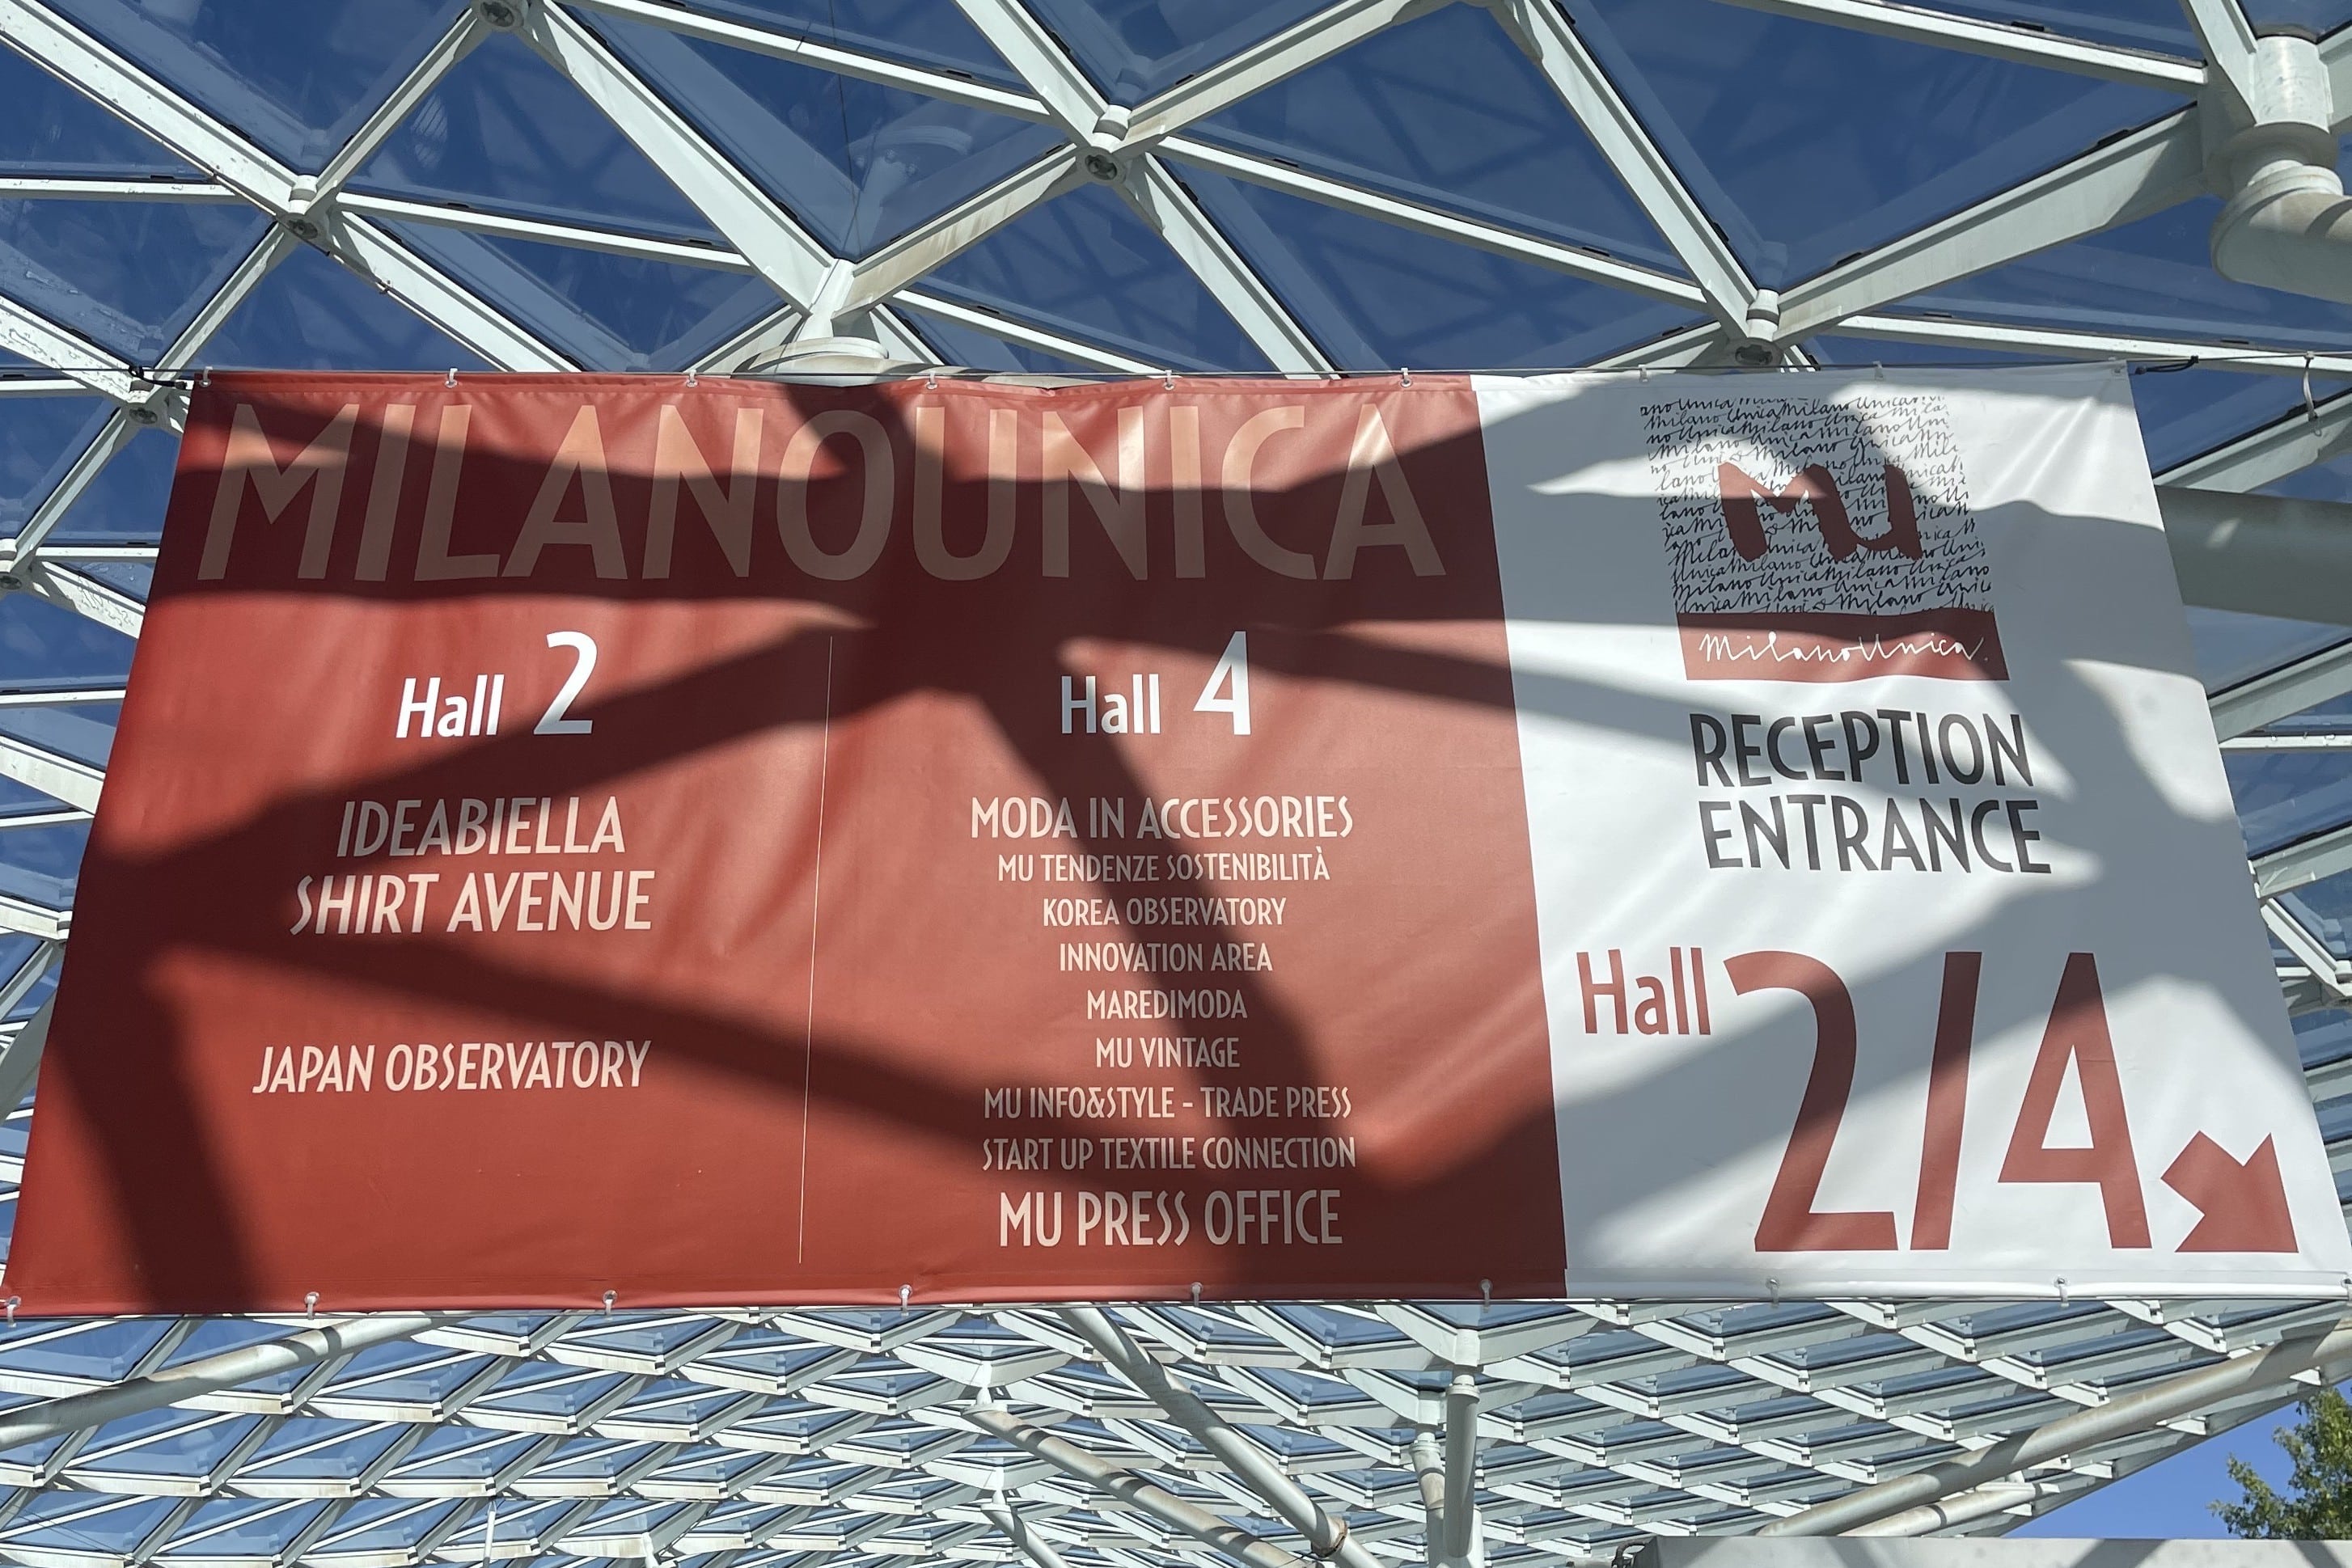 MILANOUNICA
Hall 2
IDEABIELLA
SHIRT AVENUE
JAPAN OBSERVATORY
Hall 4
MODA IN ACCESSORIES
MU TENDENZE SOSTENIBILITÀ
KOREA OBSERVATORY
INNOVATION AREA
MAREDIMODA
MU VINTAGE
MU INFO&STYLE - TRADE PRESS
START UP TEXTILE CONNECTION
MU PRESS OFFICE
MU
MilanoUnica
RECEPTION
ENTRANCE
Hall 2/4